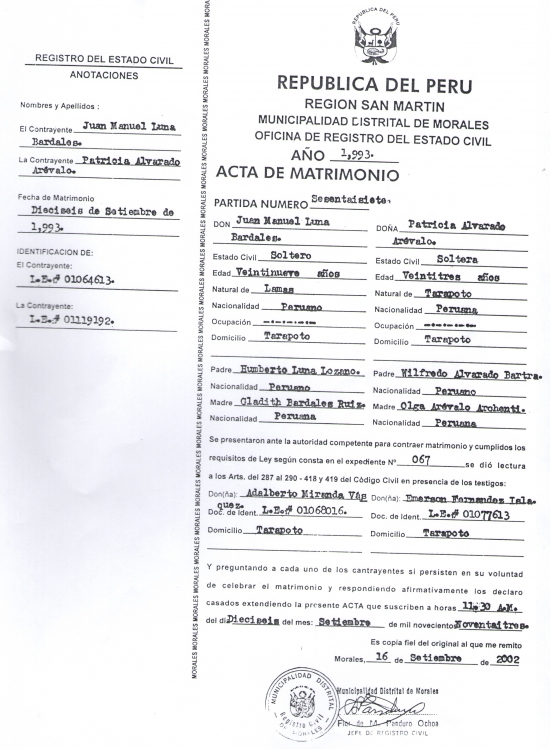 REGISTRO DEL ESTADO CIVIL
ANOTACIONES
Nombres y Apellidos :
El Contrayente Juan Manuel Luna
Bardales.
La Contrayente Patricia Alvarado
Arévalo.
Fecha de Matrimonio
Dieciseis de Setiembre de
1,993.
IDENTIFICACION DE:
El Contrayente:
L.E.# 01064613.
La Contrayente:
L.E.# 01119192.
MORALES MORALES MORALES MORALES MORALES MORALES MORALES MORALES MORALES
REPUBLICA DEL PERU
REPUBLICA DEL PERU
REGION SAN MARTIN
MUNICIPALIDAD DISTRITAL DE MORALES
OFICINA DE REGISTRO DEL ESTADO CIVIL
AÑO 1,993.
ACTA DE MATRIMONIO
PARTIDA NUMERO Sesentaisiete.
DON Juan Manuel Luna DOÑA Patricia Alvarado
Bardales. Arévalo.
Estado Civil Soltero Estado Civil Soltera
Edad Veintinueve años Edad Veintitres años
Natural de Lamas Natural de Tarapoto
Nacionalidad Peruano Nacionalidad Peruana
Ocupación -.-.-.-.- Ocupación -.-.-.-.-
Domicilio Tarapoto Domicilio Tarapoto
Padre Humberto Luna Lozano. Padre Wilfredo Alvarado Bartra.
Nacionalidad Peruano Nacionalidad Peruano
Madre Gladith Bardales Ruiz. Madre Olga Arévalo Archenti.
Nacionalidad Peruana Nacionalidad Peruana
Se presentaron ante la autoridad competente para contraer matrimonio y cumplidos los
requisitos de Ley según consta en el expediente N° 067 se dió lectura
a los Arts. del 287 al 290 - 418 y 419 del Código Civil en presencia de los testigos:
Don(ña): Adalberto Miranda Vás Don(ña): Emerson Fernandez Isla.
quez.
Doc. de Ident. L.E.# 01068016. Doc. de Ident. L.E.# 01077613
Domicilio Tarapoto Domicilio Tarapoto
Y preguntando a cada uno de los cantrayentes si persisten en su voluntad
de celebrar el matrimonio y respondiendo afirmativamente los declaro
casados extendiendo la presente ACTA que suscriben a horas 11.30 A.M.
del di Dieciseis del mes: Setiembre de mil noveciento Noventaitres.
Es copia fiel del original al que me remito
Morales, 16 de Setiembre de 2002
MUNICIPALIDAD DISTRITAL
Registro Civil
DE MORALES
Municipalidad Distrital de Morales
Flor de M. Panduro Ochoa
JEFE DE REGISTRO CIVIL